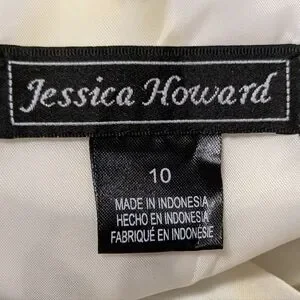 Jessica Howard
10
MADE IN INDONESIA
HECHO EN INDONESIA
FABRIQUÉ EN INDONÉSIE